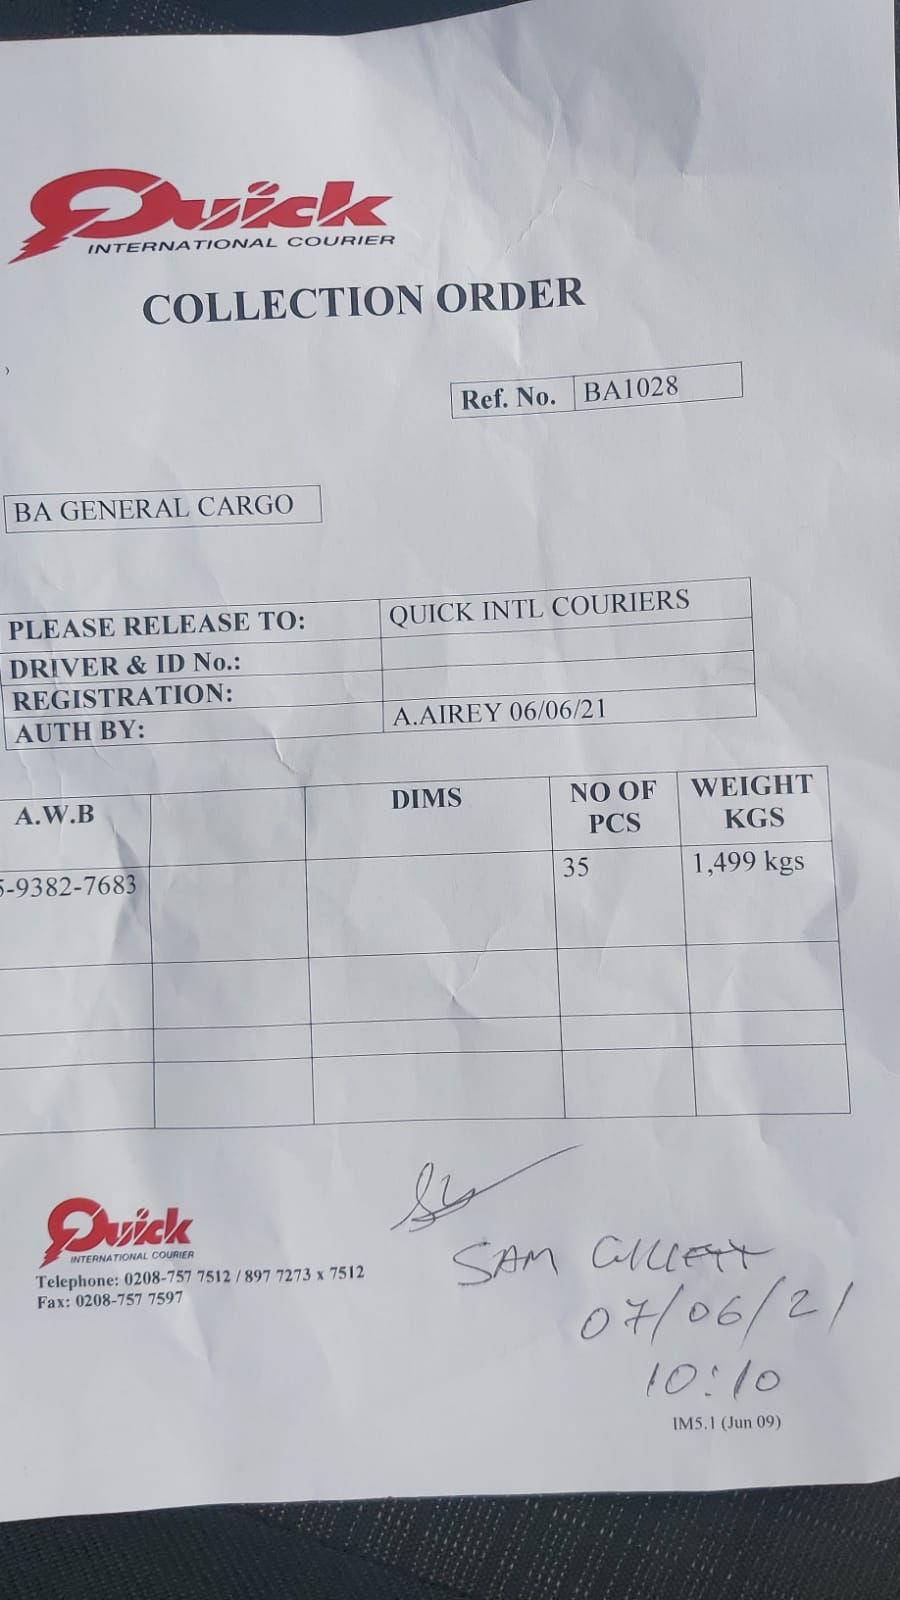 Quick
INTERNATIONAL COURIER
COLLECTION ORDER
Ref. No. BA1028
BA GENERAL CARGO
PLEASE RELEASE TO: QUICK INTL COURIERS
DRIVER & ID No.:
REGISTRATION:
AUTH BY: A.AIREY 06/06/21
A.W.B DIMS NO OF PCS WEIGHT KGS
5-9382-7683 35 1,499 kgs
Quick
INTERNATIONAL COURIER
Telephone: 0208-757 7512 / 897 7273 x 7512
Fax: 0208-757 7597
SAM GILLETT
07/06/21
10:10
IM5.1 (Jun 09)